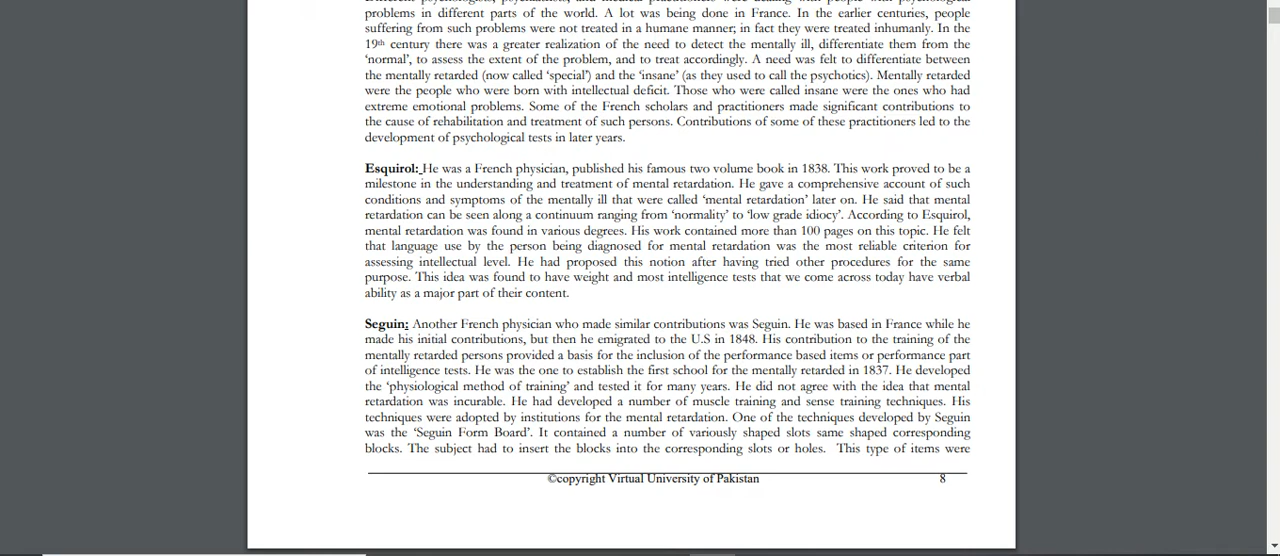 problems in different parts of the world. A lot was being done in France. In the earlier centuries, people
suffering from such problems were not treated in a humane manner; in fact they were treated inhumanly. In the
19th century there was a greater realization of the need to detect the mentally ill, differentiate them from the
‘normal’, to assess the extent of the problem, and to treat accordingly. A need was felt to differentiate between
the mentally retarded (now called ‘special’) and the ‘insane’ (as they used to call the psychotics). Mentally retarded
were the people who were born with intellectual deficit. Those who were called insane were the ones who had
extreme emotional problems. Some of the French scholars and practitioners made significant contributions to
the cause of rehabilitation and treatment of such persons. Contributions of some of these practitioners led to the
development of psychological tests in later years.
Esquirol: He was a French physician, published his famous two volume book in 1838. This work proved to be a
milestone in the understanding and treatment of mental retardation. He gave a comprehensive account of such
conditions and symptoms of the mentally ill that were called ‘mental retardation’ later on. He said that mental
retardation can be seen along a continuum ranging from ‘normality’ to ‘low grade idiocy’. According to Esquirol,
mental retardation was found in various degrees. His work contained more than 100 pages on this topic. He felt
that language use by the person being diagnosed for mental retardation was the most reliable criterion for
assessing intellectual level. He had proposed this notion after having tried other procedures for the same
purpose. This idea was found to have weight and most intelligence tests that we come across today have verbal
ability as a major part of their content.
Seguin: Another French physician who made similar contributions was Seguin. He was based in France while he
made his initial contributions, but then he emigrated to the U.S in 1848. His contribution to the training of the
mentally retarded persons provided a basis for the inclusion of the performance based items or performance part
of intelligence tests. He was the one to establish the first school for the mentally retarded in 1837. He developed
the ‘physiological method of training’ and tested it for many years. He did not agree with the idea that mental
retardation was incurable. He had developed a number of muscle training and sense training techniques. His
techniques were adopted by institutions for the mental retardation. One of the techniques developed by Seguin
was the ‘Seguin Form Board’. It contained a number of variously shaped slots same shaped corresponding
blocks. The subject had to insert the blocks into the corresponding slots or holes. This type of items were
©copyright Virtual University of Pakistan 8